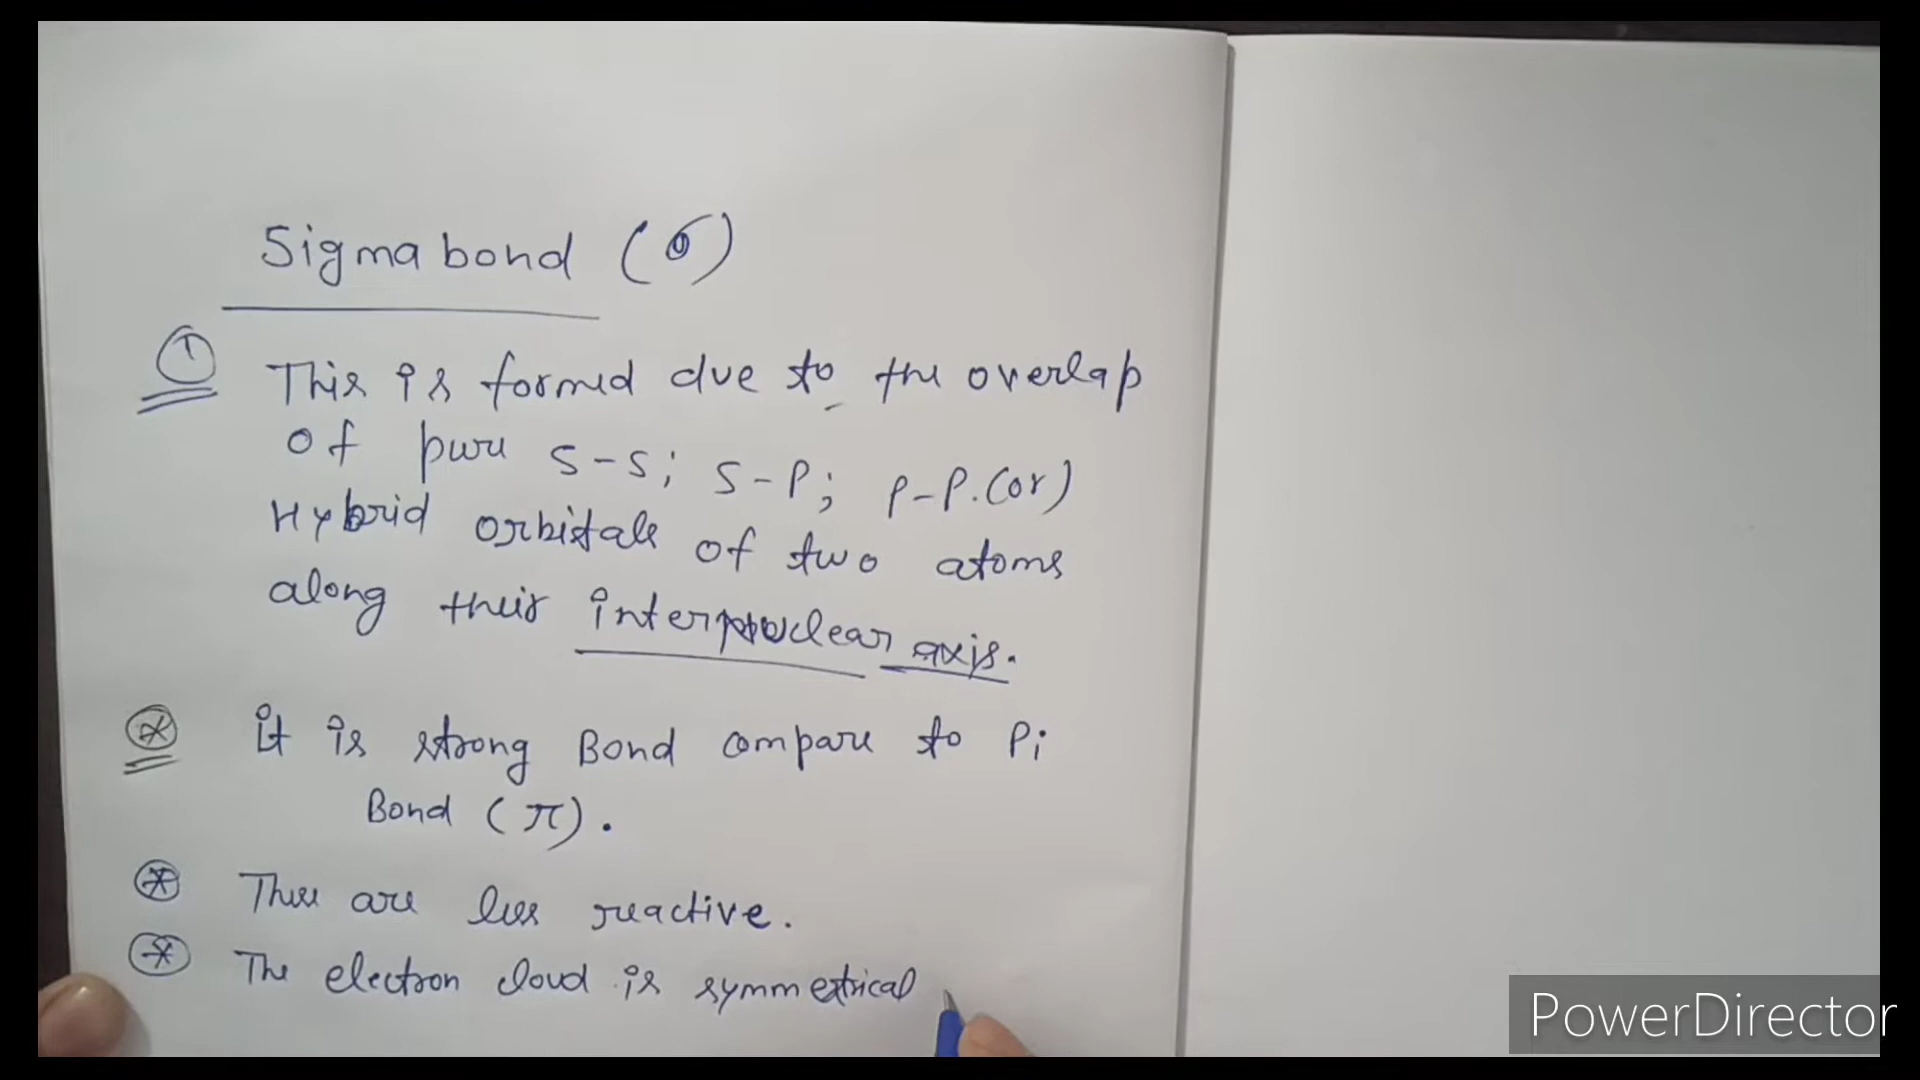 Sigma bond (σ)
① This is formed due to the overlap
of pure s-s; s-p; p-p. (or)
Hybrid orbitals of two atoms
along their internuclear axis.
It is strong Bond compare to Pi
Bond (π).
These are less reactive.
The electron cloud is symmetrical
PowerDirector